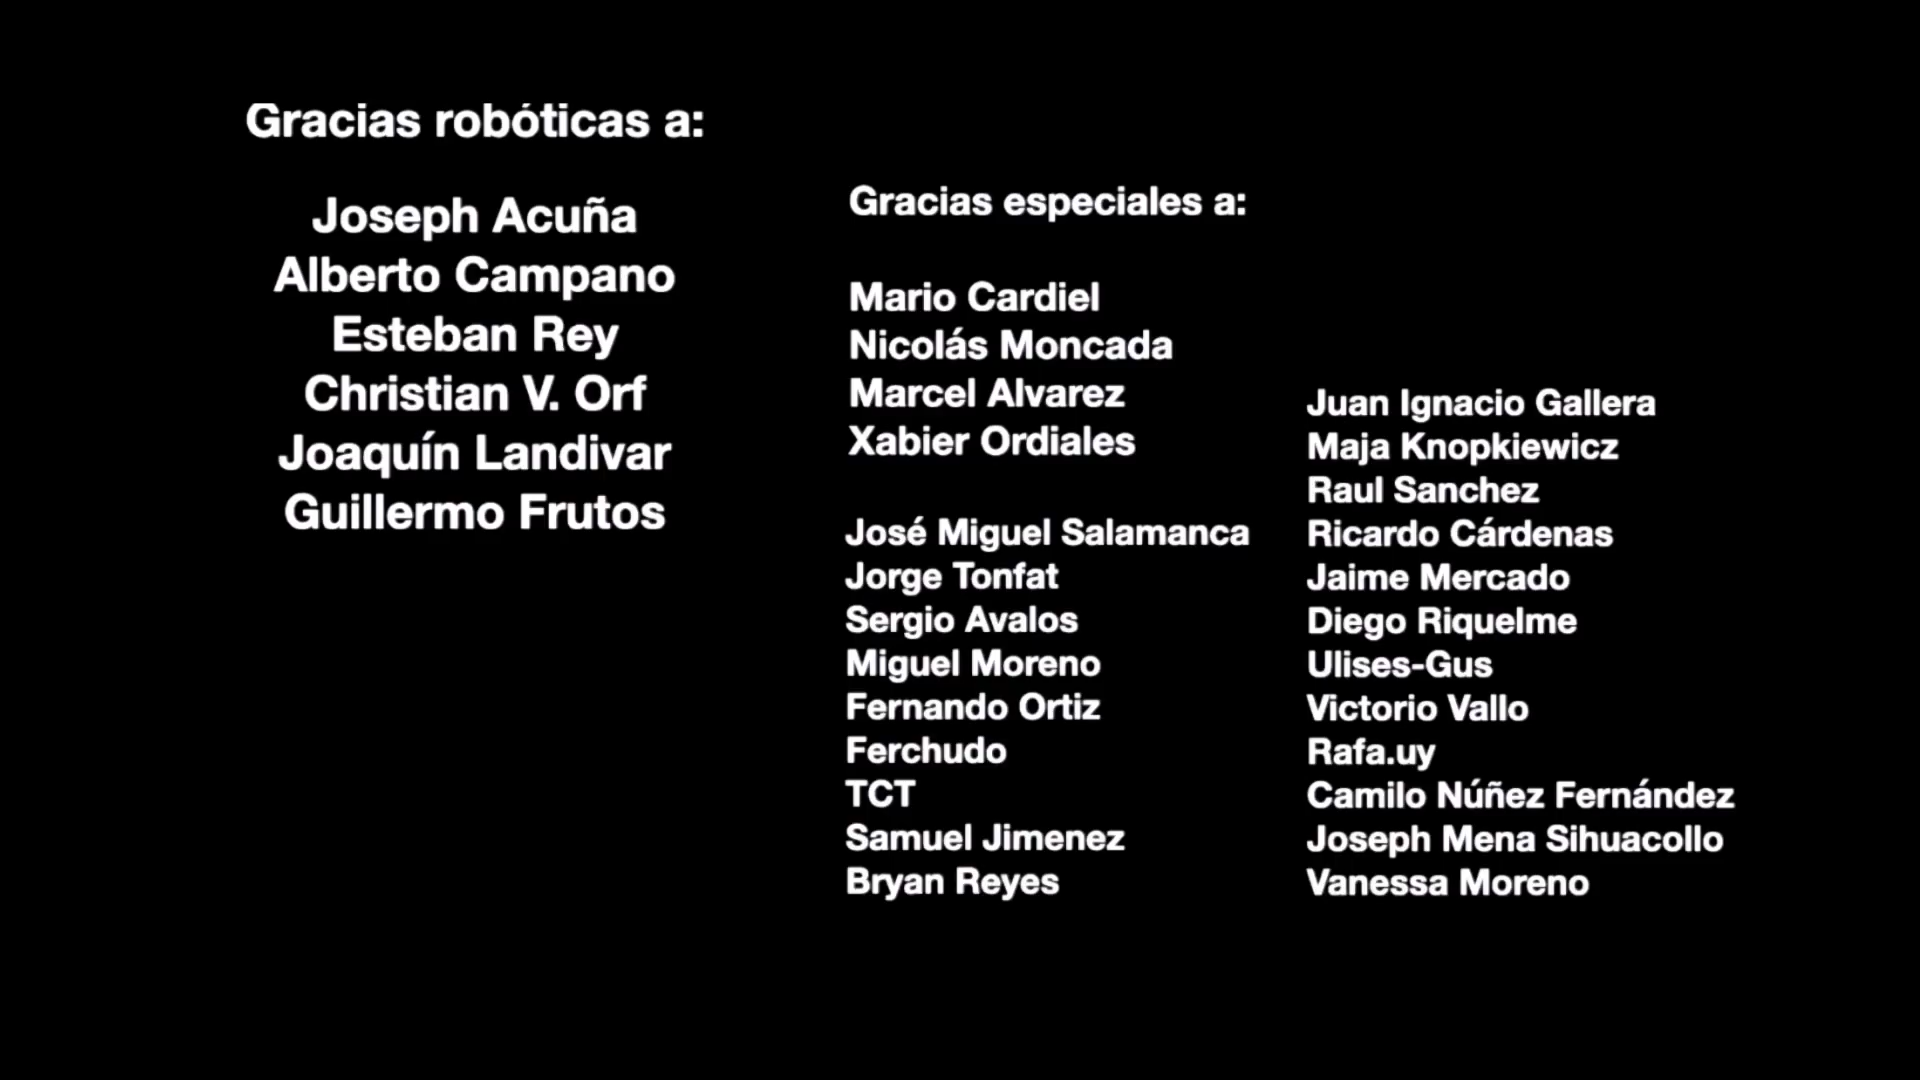 Gracias robóticas a:
Joseph Acuña
Alberto Campano
Esteban Rey
Christian V. Orf
Joaquín Landivar
Guillermo Frutos
Gracias especiales a:
Mario Cardiel
Nicolás Moncada
Marcel Alvarez
Xabier Ordiales
José Miguel Salamanca
Jorge Tonfat
Sergio Avalos
Miguel Moreno
Fernando Ortiz
Ferchudo
TCT
Samuel Jimenez
Bryan Reyes
Juan Ignacio Gallera
Maja Knopkiewicz
Raul Sanchez
Ricardo Cárdenas
Jaime Mercado
Diego Riquelme
Ulises-Gus
Victorio Vallo
Rafa.uy
Camilo Núñez Fernández
Joseph Mena Sihuacollo
Vanessa Moreno